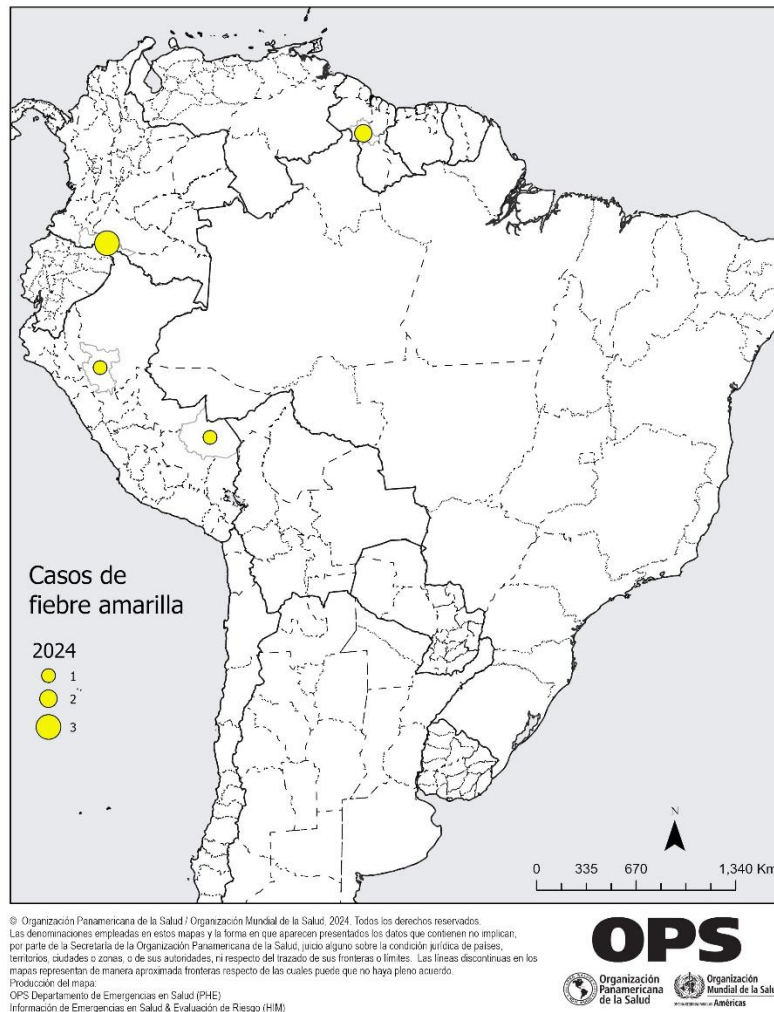 Casos de
fiebre amarilla
2024
1
2
3
N
0 335 670 1,340 Km
© Organización Panamericana de la Salud / Organización Mundial de la Salud, 2024. Todos los derechos reservados.
Las denominaciones empleadas en estos mapas y la forma en que aparecen presentados los datos que contienen no implican,
por parte de la Secretaría de la Organización Panamericana de la Salud, juicio alguno sobre la condición jurídica de países,
territorios, ciudades o zonas, o de sus autoridades, ni respecto del trazado de sus fronteras o límites. Las líneas discontinuas en los
mapas representan de manera aproximada fronteras respecto de las cuales puede que no haya pleno acuerdo.
Producción del mapa:
OPS Departamento de Emergencias en Salud (PHE)
Información de Emergencias en Salud & Evaluación de Riesgo (HIM)
OPS
Organización
Panamericana
de la Salud
Organización
Mundial de la Salu
Américas